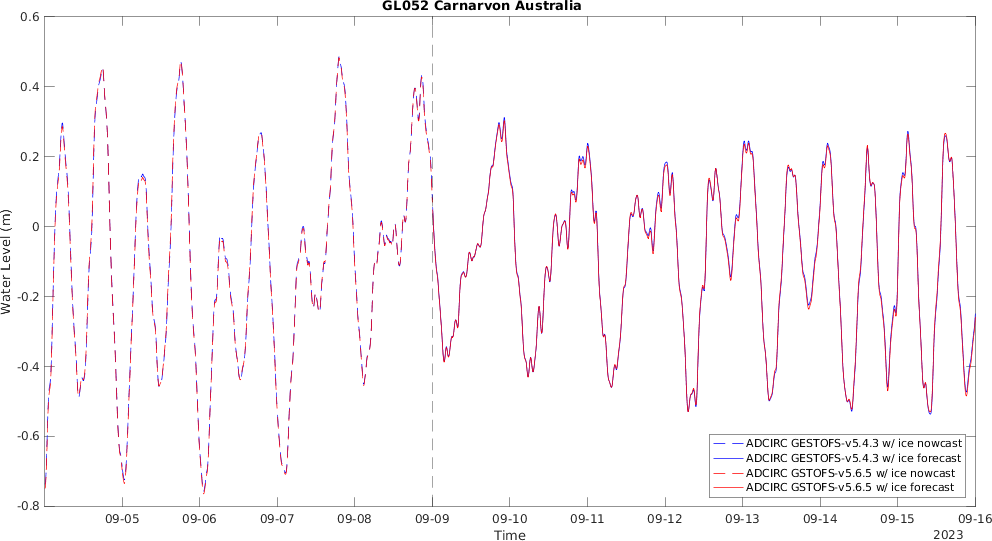 GL052 Carnarvon Australia
0.6
0.4
0.2
0
-0.2
-0.4
-0.6
-0.8
Water Level (m)
ADCIRC GESTOFS-v5.4.3 w/ ice nowcast
ADCIRC GESTOFS-v5.4.3 w/ ice forecast
ADCIRC GSTOFS-v5.6.5 w/ ice nowcast
ADCIRC GSTOFS-v5.6.5 w/ ice forecast
09-05 09-06 09-07 09-08 09-09 09-10 09-11 09-12 09-13 09-14 09-15 09-16
Time
2023